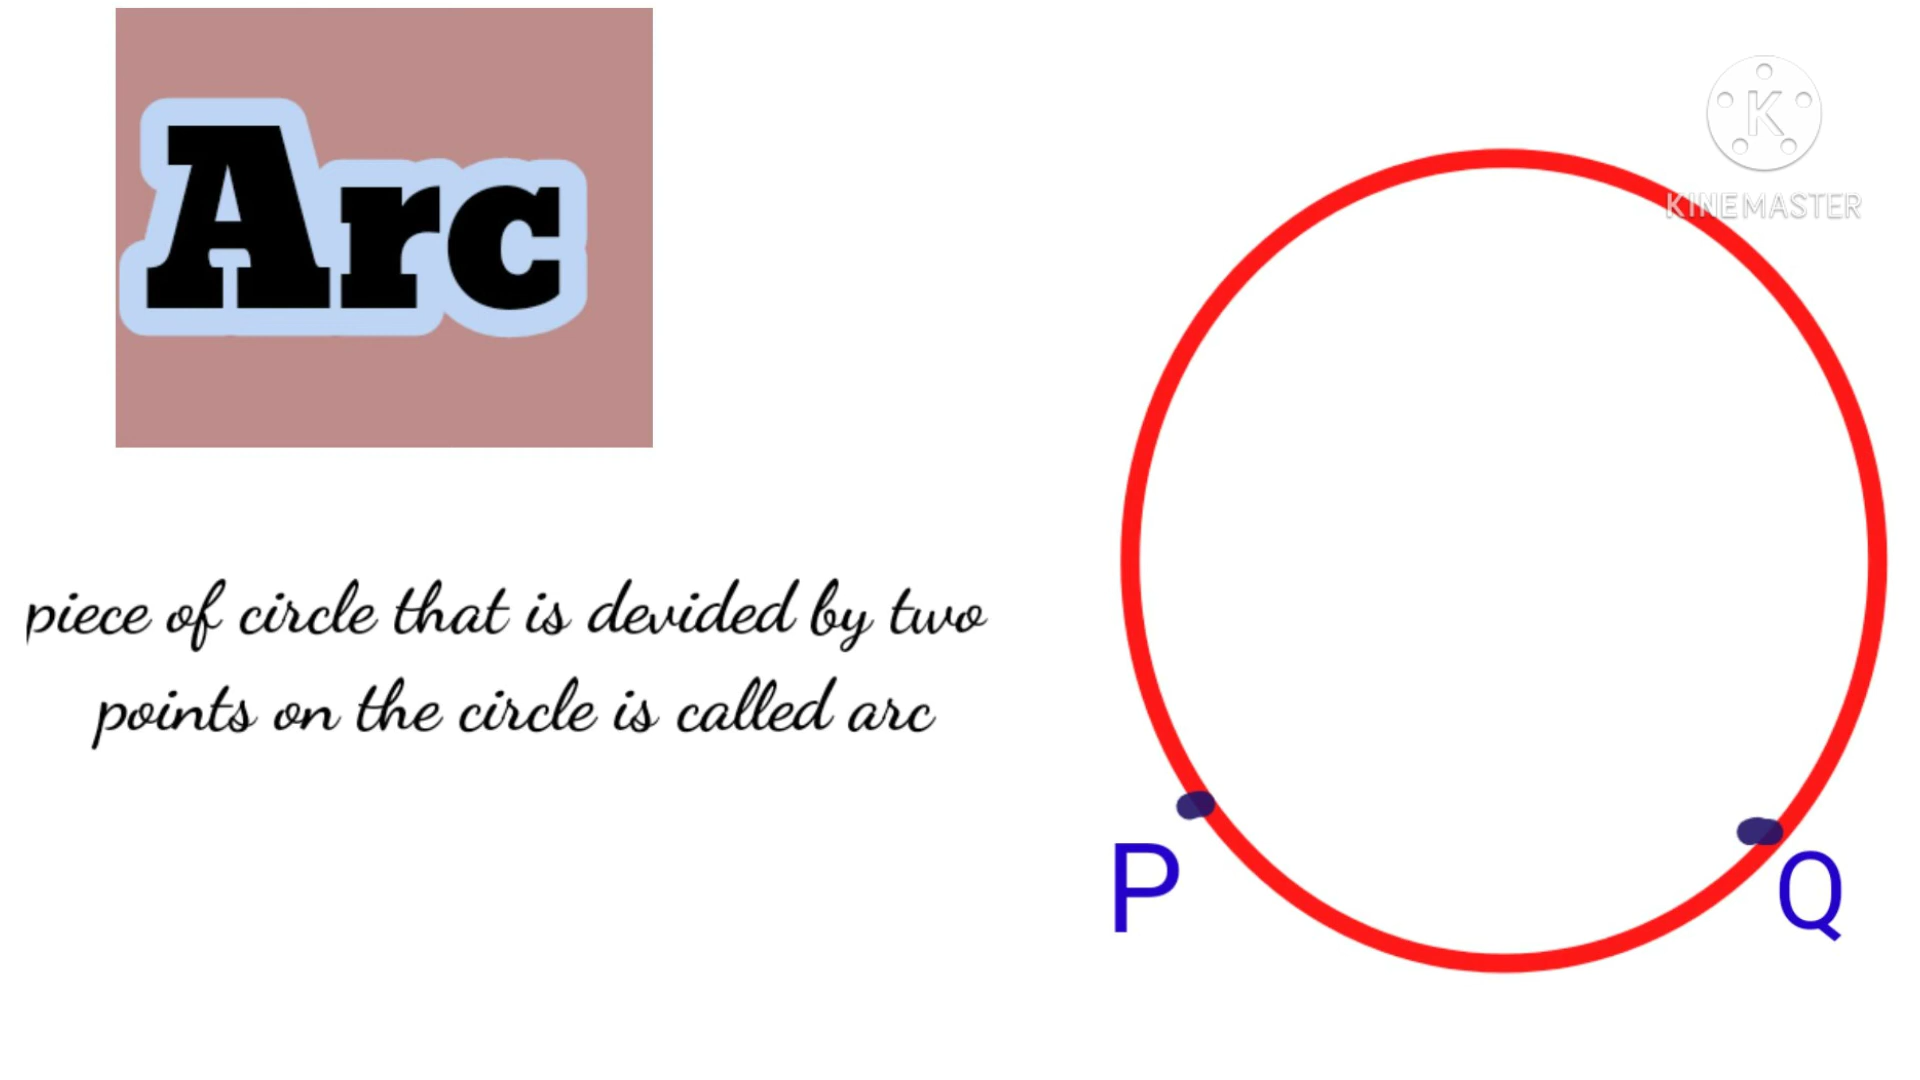 Arc
K
KINEMASTER
piece of circle that is devided by two
points on the circle is called arc
P
Q